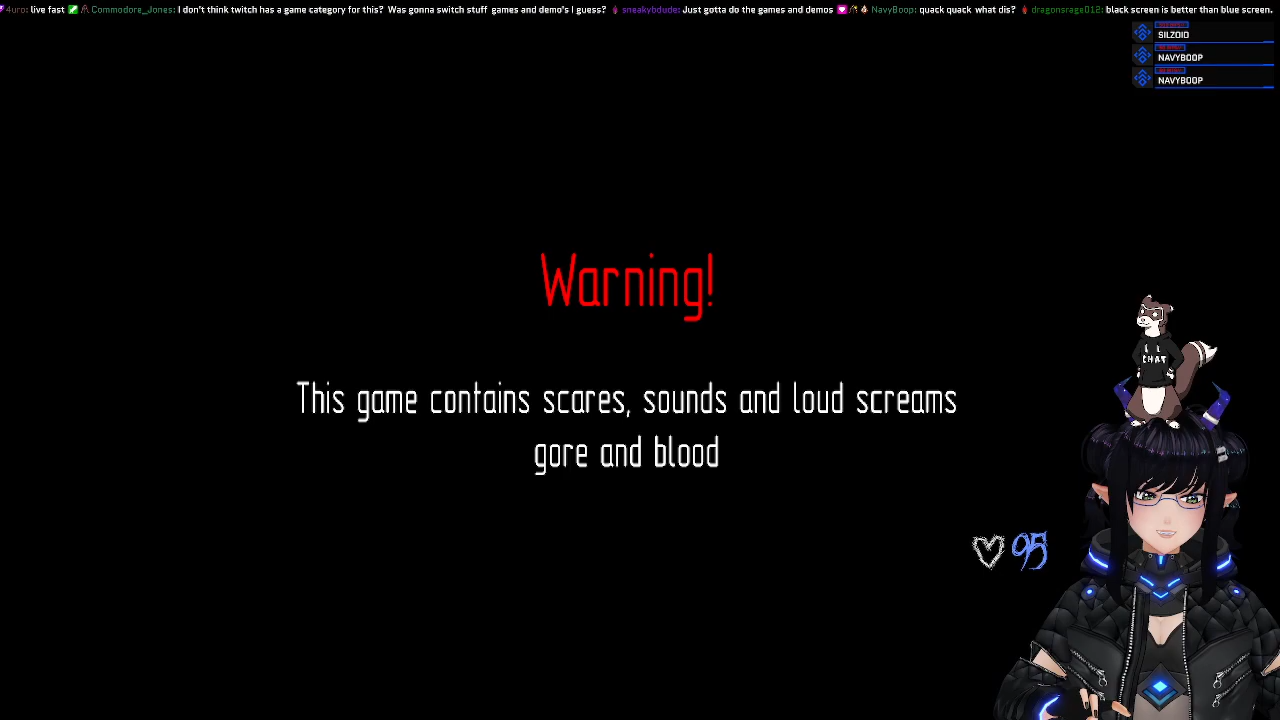 4uro: live fast Commodore_Jones: I don't think twitch has a game category for this? Was gonna switch stuff games and demo's I guess? sneakybdude: Just gotta do the games and demos NavyBoop: quack quack what dis? dragonsrage012: black screen is better than blue screen.
SILZOID
NAVYBOOP
NAVYBOOP
Warning!
This game contains scares, sounds and loud screams
gore and blood
CHAT
95